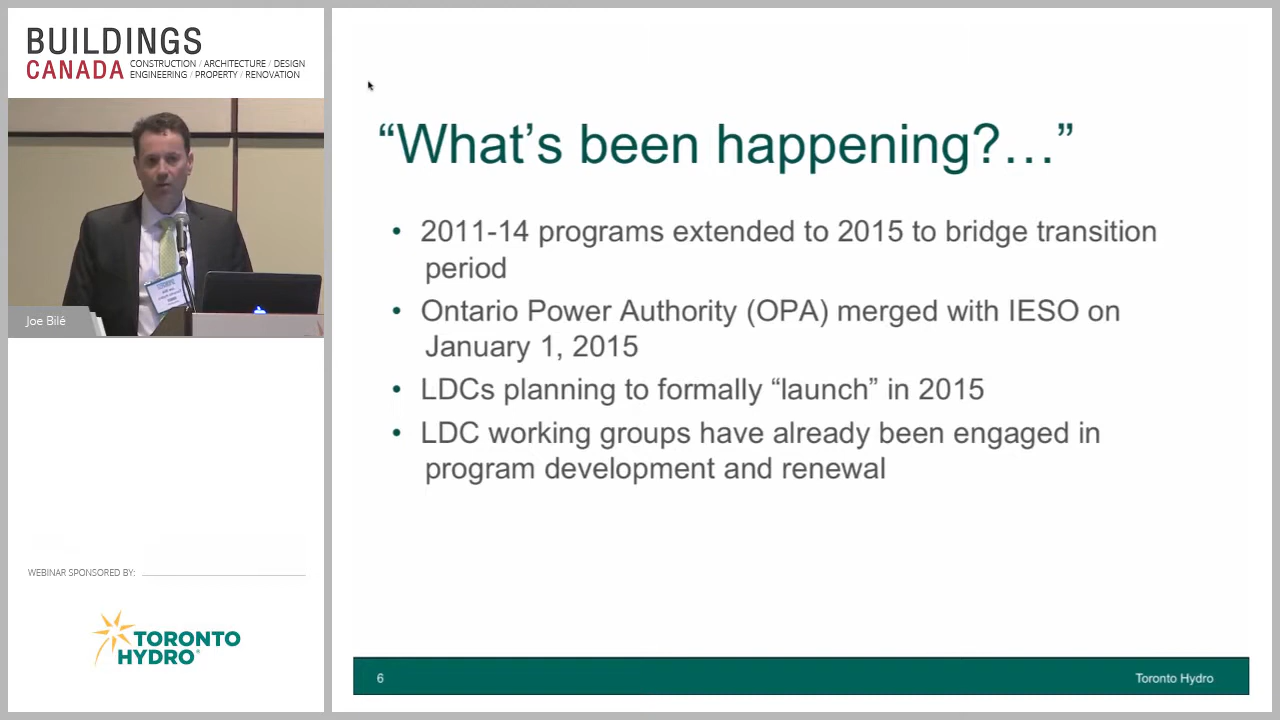 BUILDINGS
CANADA CONSTRUCTION / ARCHITECTURE / DESIGN
ENGINEERING / PROPERTY / RENOVATION
Joe Bilé
WEBINAR SPONSORED BY:
TORONTO
HYDRO®
“What’s been happening?…”
• 2011-14 programs extended to 2015 to bridge transition
period
• Ontario Power Authority (OPA) merged with IESO on
January 1, 2015
• LDCs planning to formally “launch” in 2015
• LDC working groups have already been engaged in
program development and renewal
6
Toronto Hydro